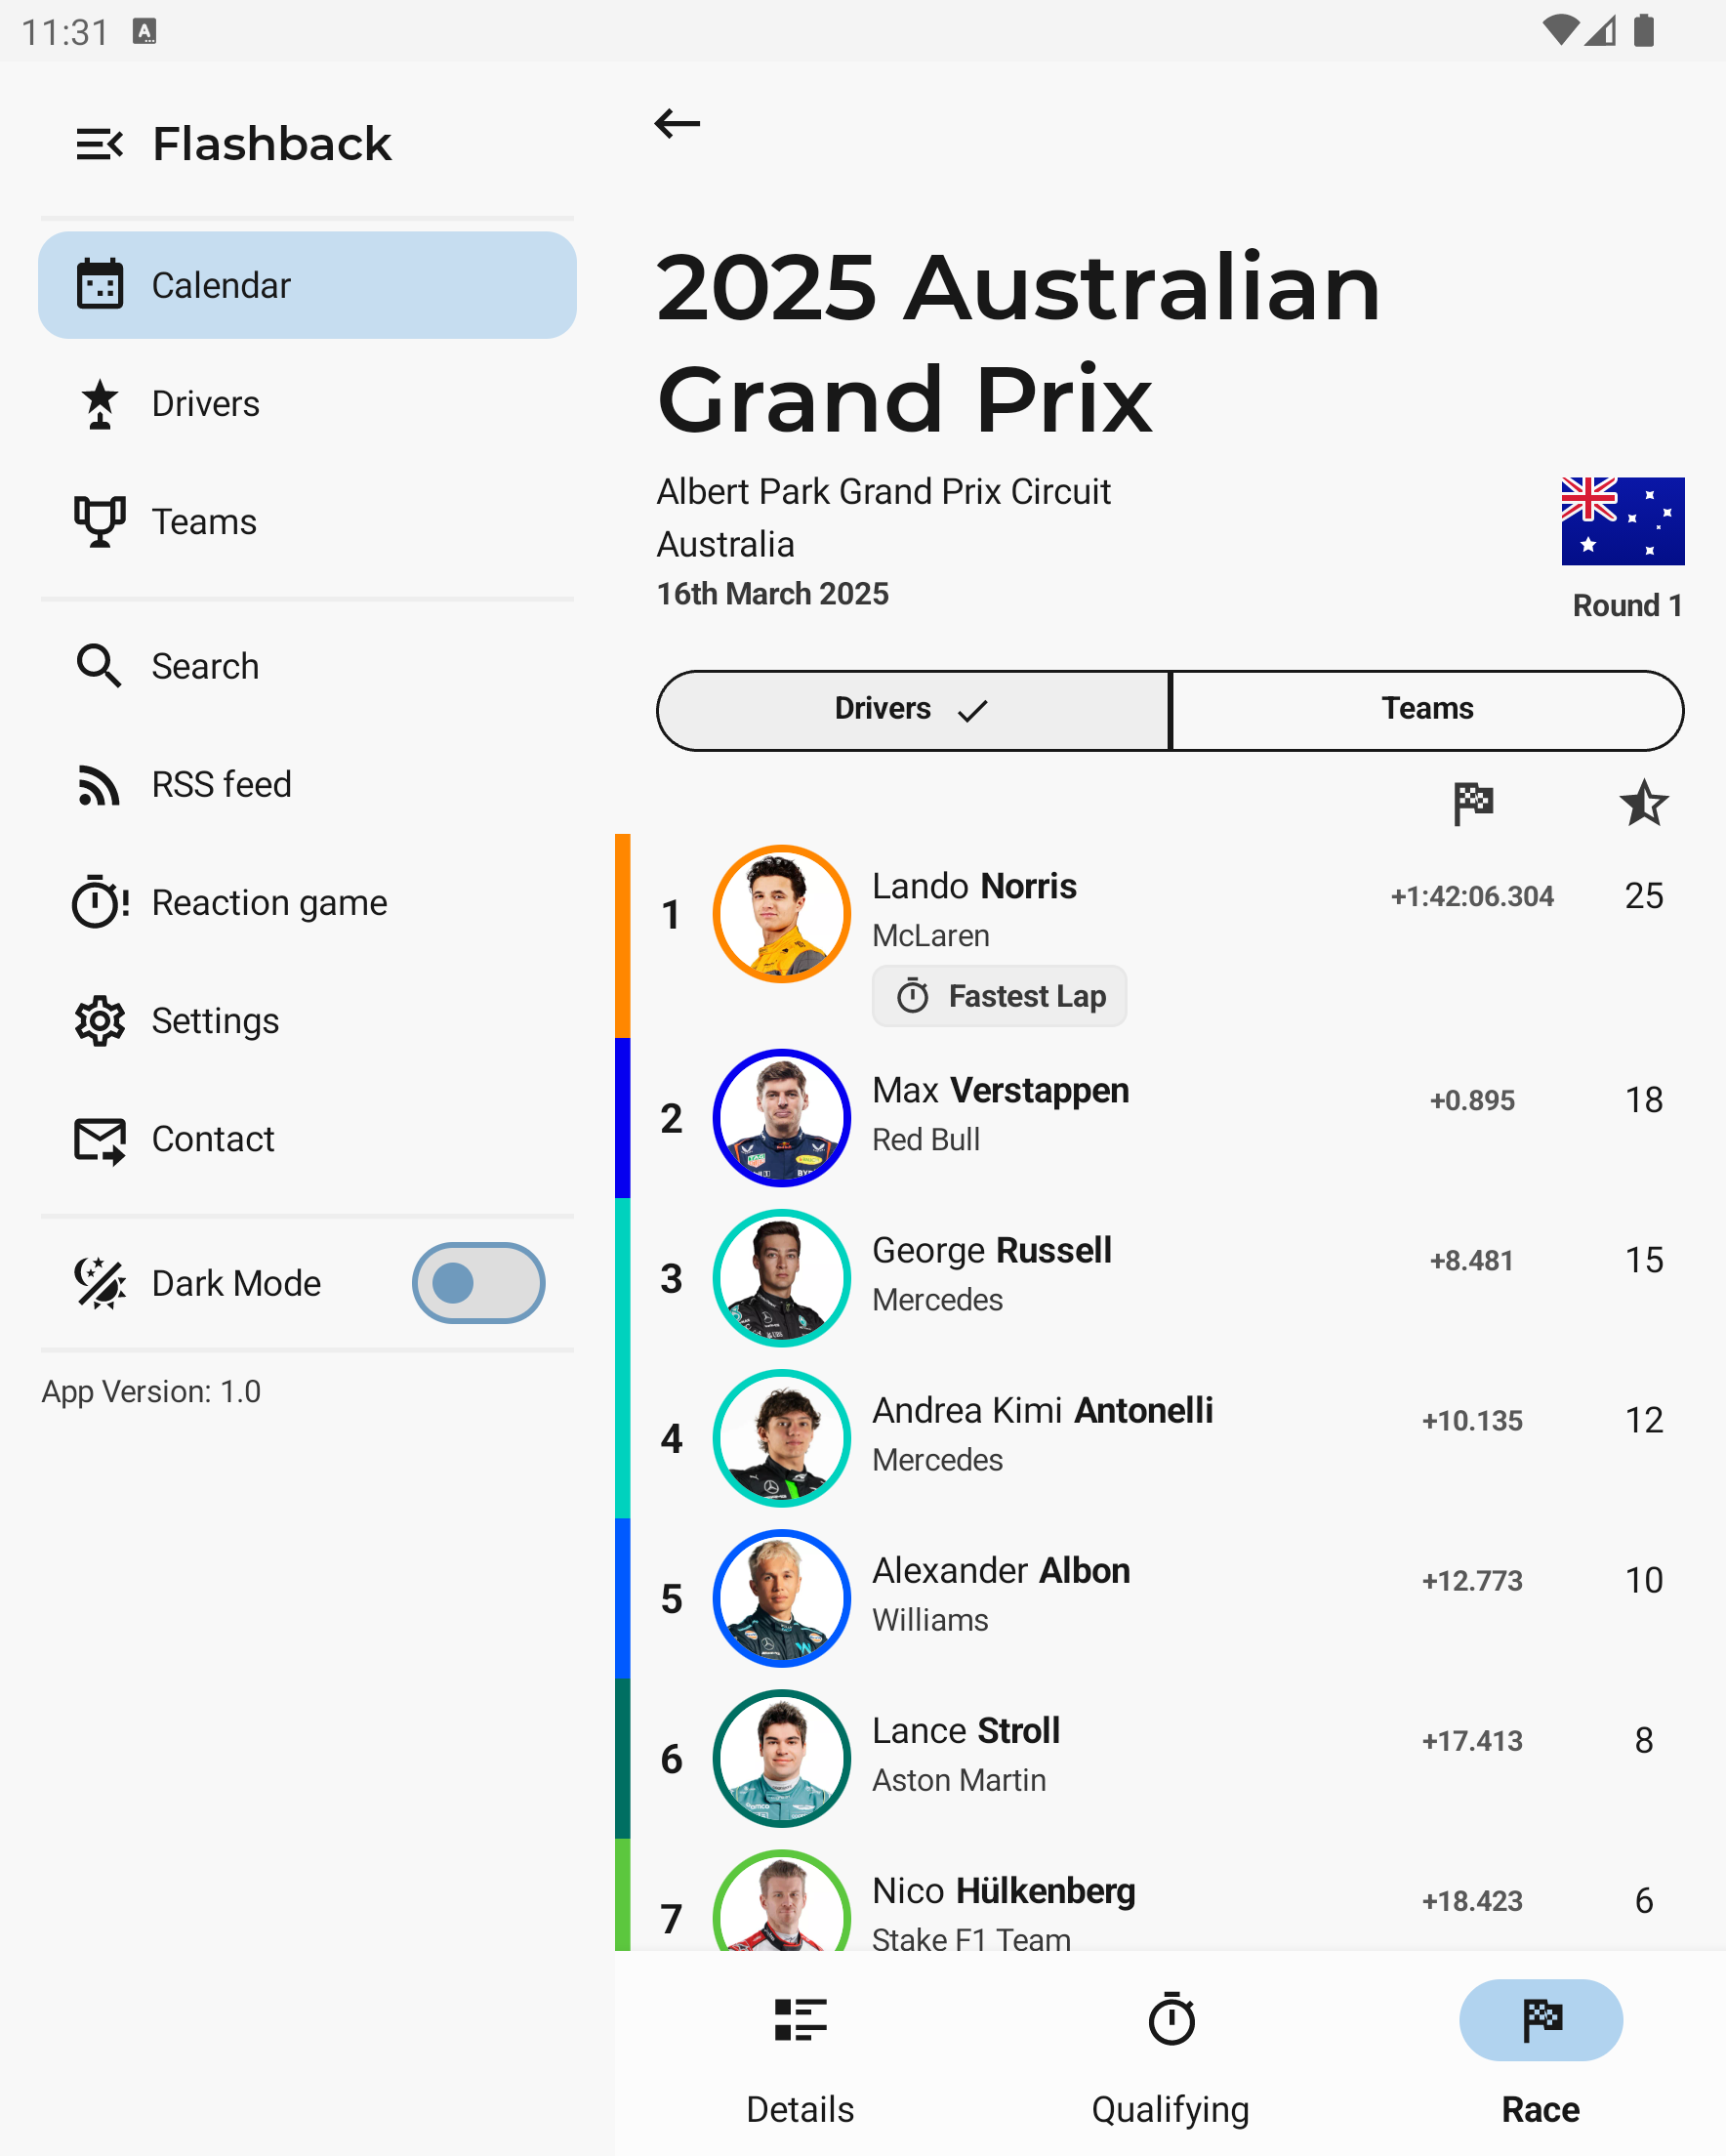 11:31
Flashback
Calendar
Drivers
Teams
Search
RSS feed
Reaction game
Settings
Contact
Dark Mode
App Version: 1.0
2025 Australian
Grand Prix
Albert Park Grand Prix Circuit
Australia
16th March 2025
Round 1
Drivers
Teams
1
Lando Norris
McLaren
Fastest Lap
+1:42:06.304
25
2
Max Verstappen
Red Bull
+0.895
18
3
George Russell
Mercedes
+8.481
15
4
Andrea Kimi Antonelli
Mercedes
+10.135
12
5
Alexander Albon
Williams
+12.773
10
6
Lance Stroll
Aston Martin
+17.413
8
7
Nico Hülkenberg
Stake F1 Team
+18.423
6
Details
Qualifying
Race